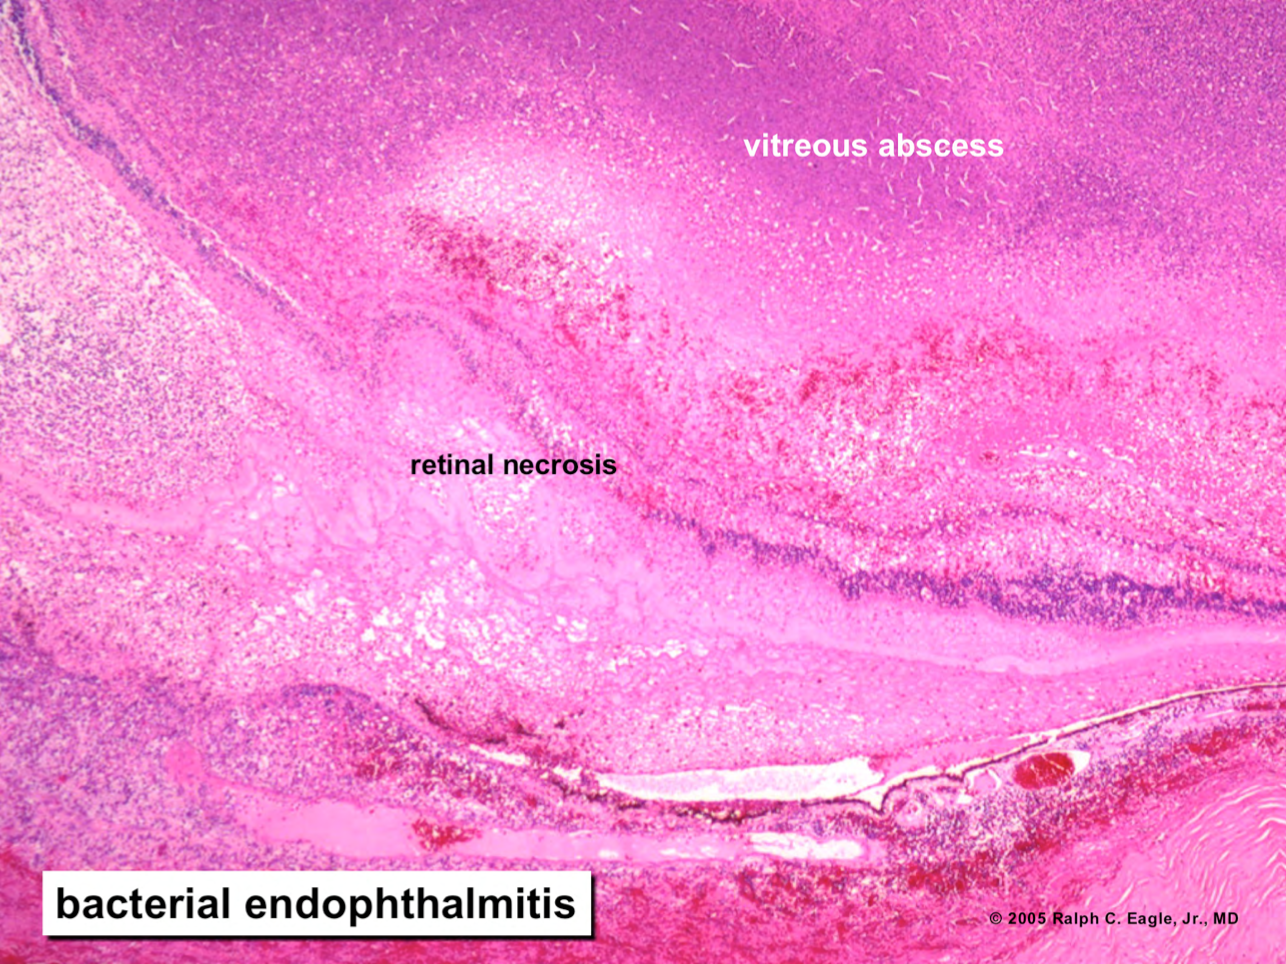 vitreous abscess
retinal necrosis
bacterial endophthalmitis
© 2005 Ralph C. Eagle, Jr., MD